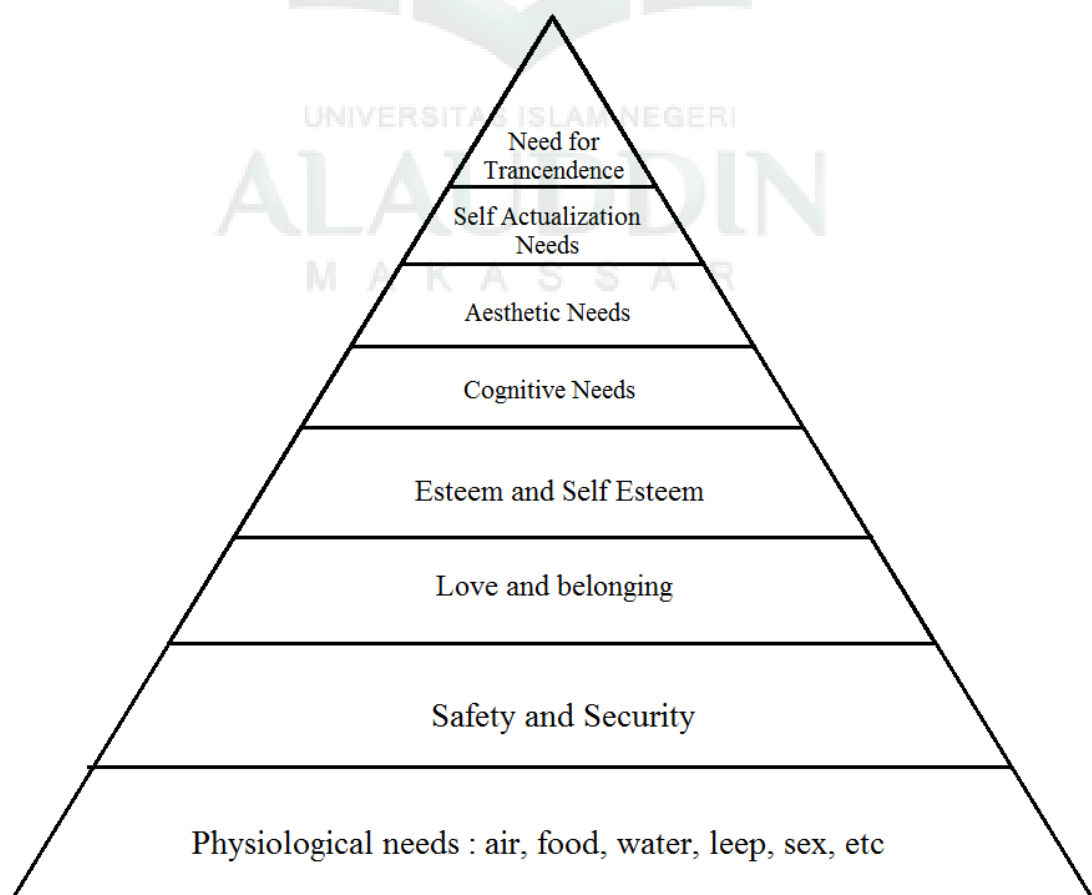 UNIVERSITAS ISLAM NEGERI
ALAUDDIN
MAKASSAR
Need for
Trancendence
Self Actualization
Needs
Aesthetic Needs
Cognitive Needs
Esteem and Self Esteem
Love and belonging
Safety and Security
Physiological needs : air, food, water, leep, sex, etc